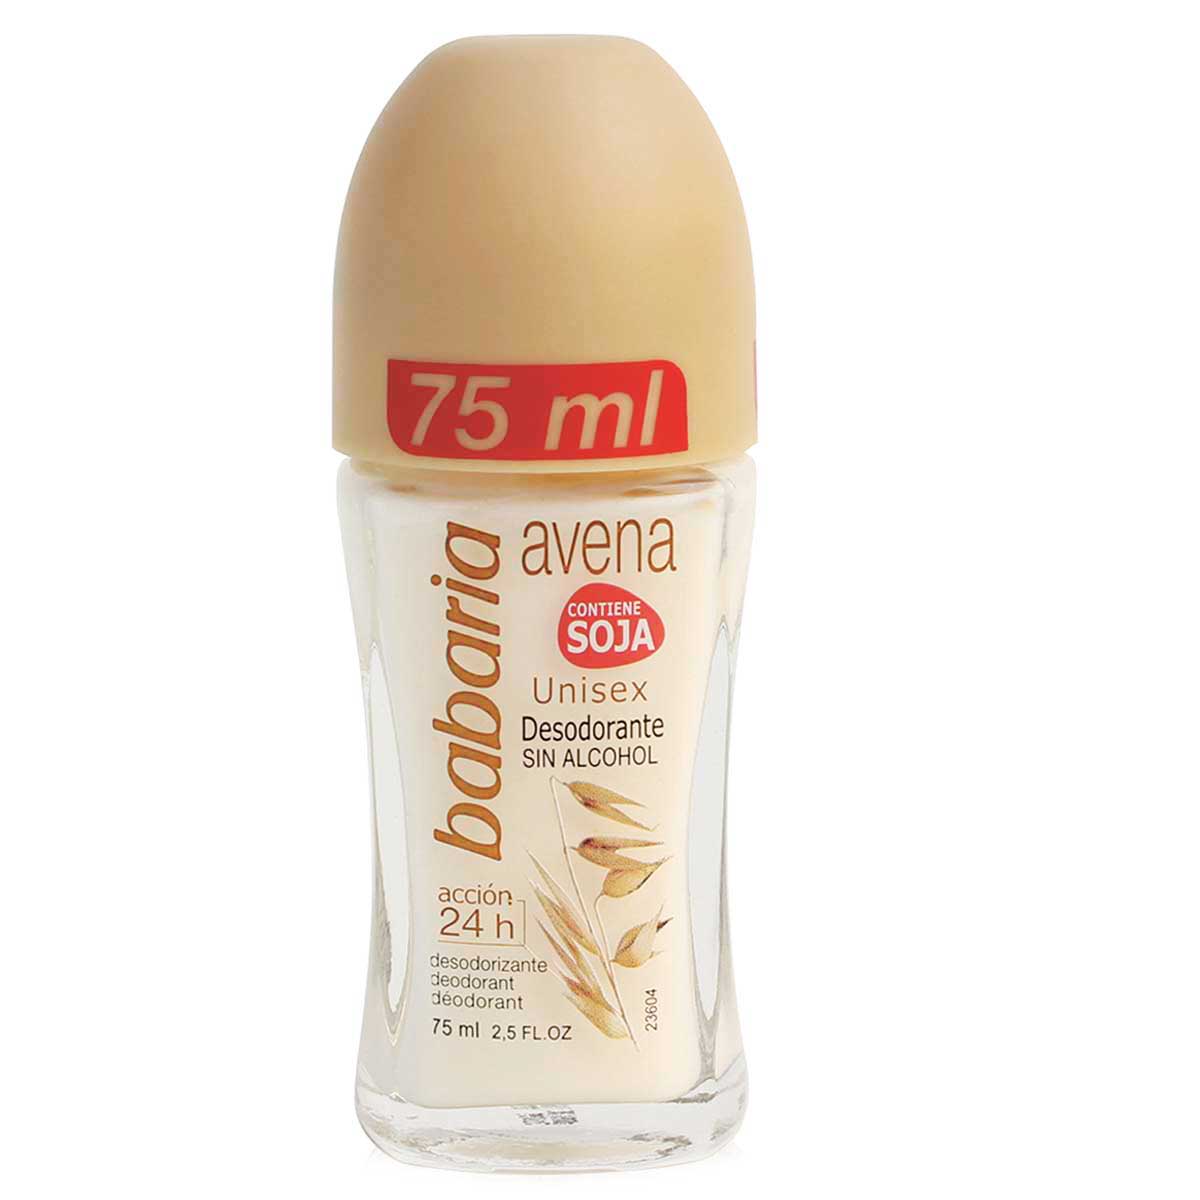 75 ml
babaria
avena
CONTIENE
SOJA
Unisex
Desodorante
SIN ALCOHOL
acción
24 h
desodorizante
deodorant
déodorant
75 ml 2,5 FL.OZ
23604